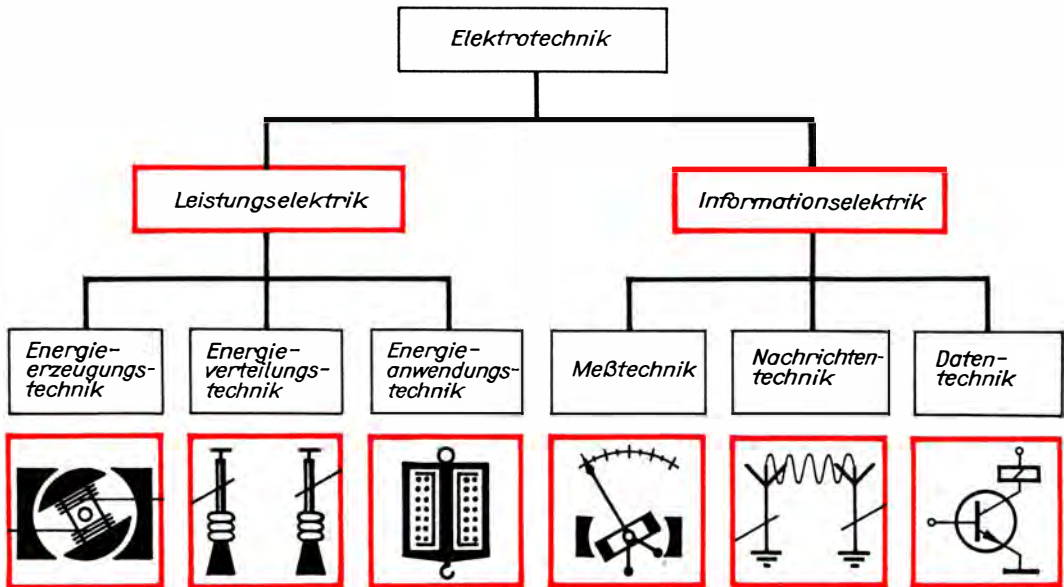 Elektrotechnik
Leistungselektrik
Informationselektrik
Energie-
erzeugungs-
technik
Energie-
verteilungs-
technik
Energie-
anwendungs-
technik
Meßtechnik
Nachrichten-
technik
Daten-
technik